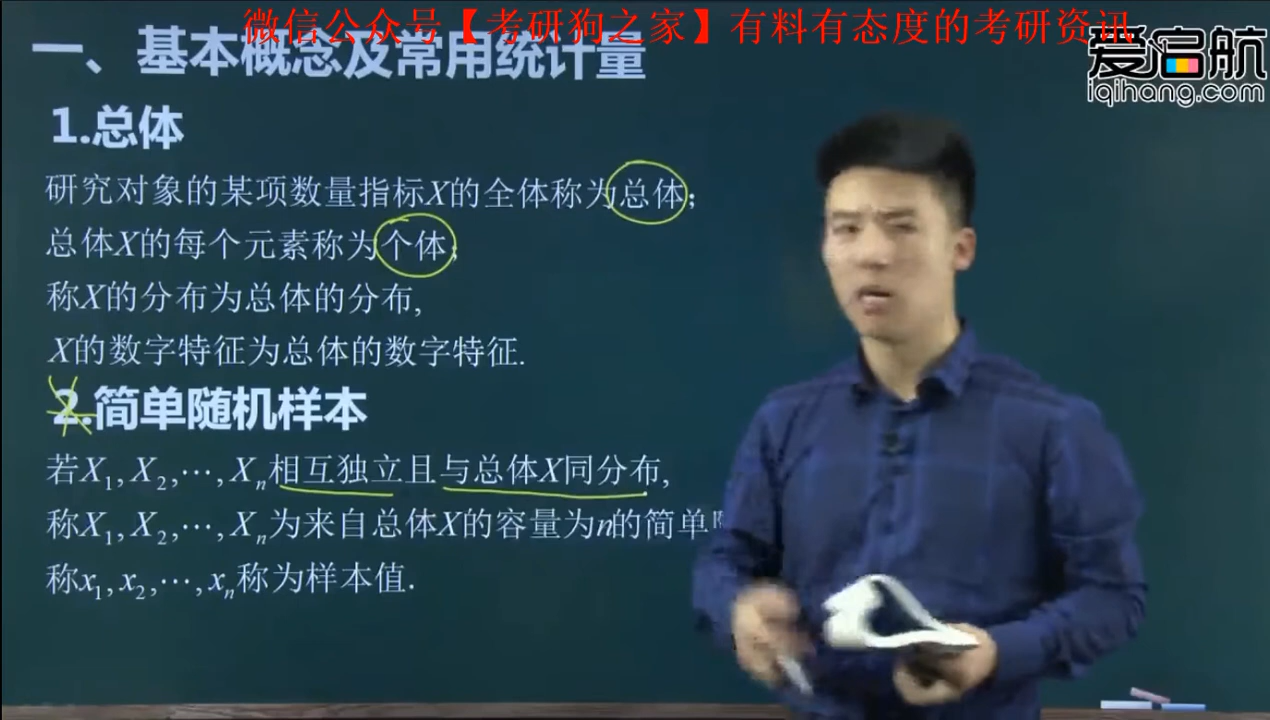 微信公众号【考研狗之家】有料有态度的考研资讯
爱启航
iqihang.com
一、基本概念及常用统计量
1.总体
研究对象的某项数量指标X的全体称为总体;
总体X的每个元素称为个体;
称X的分布为总体的分布,
X的数字特征为总体的数字特征.
2.简单随机样本
若X₁,X₂,⋯,Xₙ相互独立且与总体X同分布,
称X₁,X₂,⋯,Xₙ为来自总体X的容量为n的简单
称x₁,x₂,⋯,xₙ称为样本值.